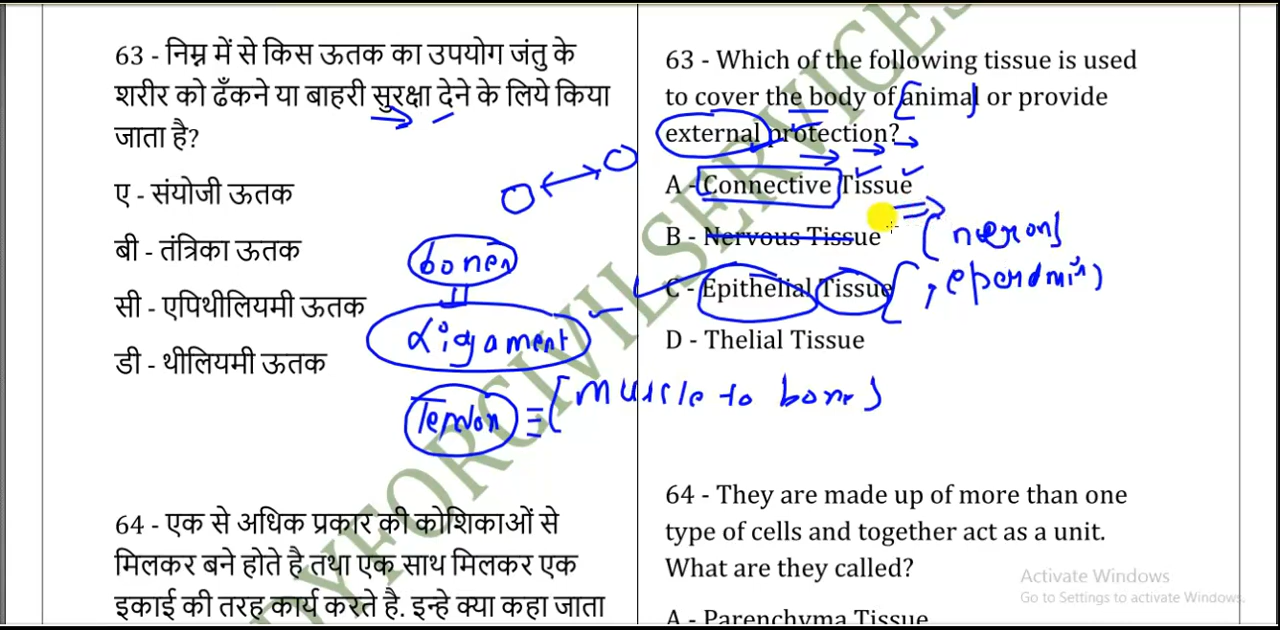 63 - निम्न में से किस ऊतक का उपयोग जंतु के
शरीर को ढँकने या बाहरी सुरक्षा देने के लिये किया
जाता है?
ए - संयोजी ऊतक
बी - तंत्रिका ऊतक
सी - एपिथीलियमी ऊतक
डी - थीलियमी ऊतक
64 - एक से अधिक प्रकार की कोशिकाओं से
मिलकर बने होते है तथा एक साथ मिलकर एक
इकाई की तरह कार्य करते है. इन्हे क्या कहा जाता
63 - Which of the following tissue is used
to cover the body of animal or provide
external protection?
A - Connective Tissue
B - Nervous Tissue
C - Epithelial Tissue
D - Thelial Tissue
64 - They are made up of more than one
type of cells and together act as a unit.
What are they called?
A - Parenchyma Tissue
bones
Ligament
Tendon
muscle to bones
STUDYFORCIVILSERVICES
Activate Windows
Go to Settings to activate Windows.